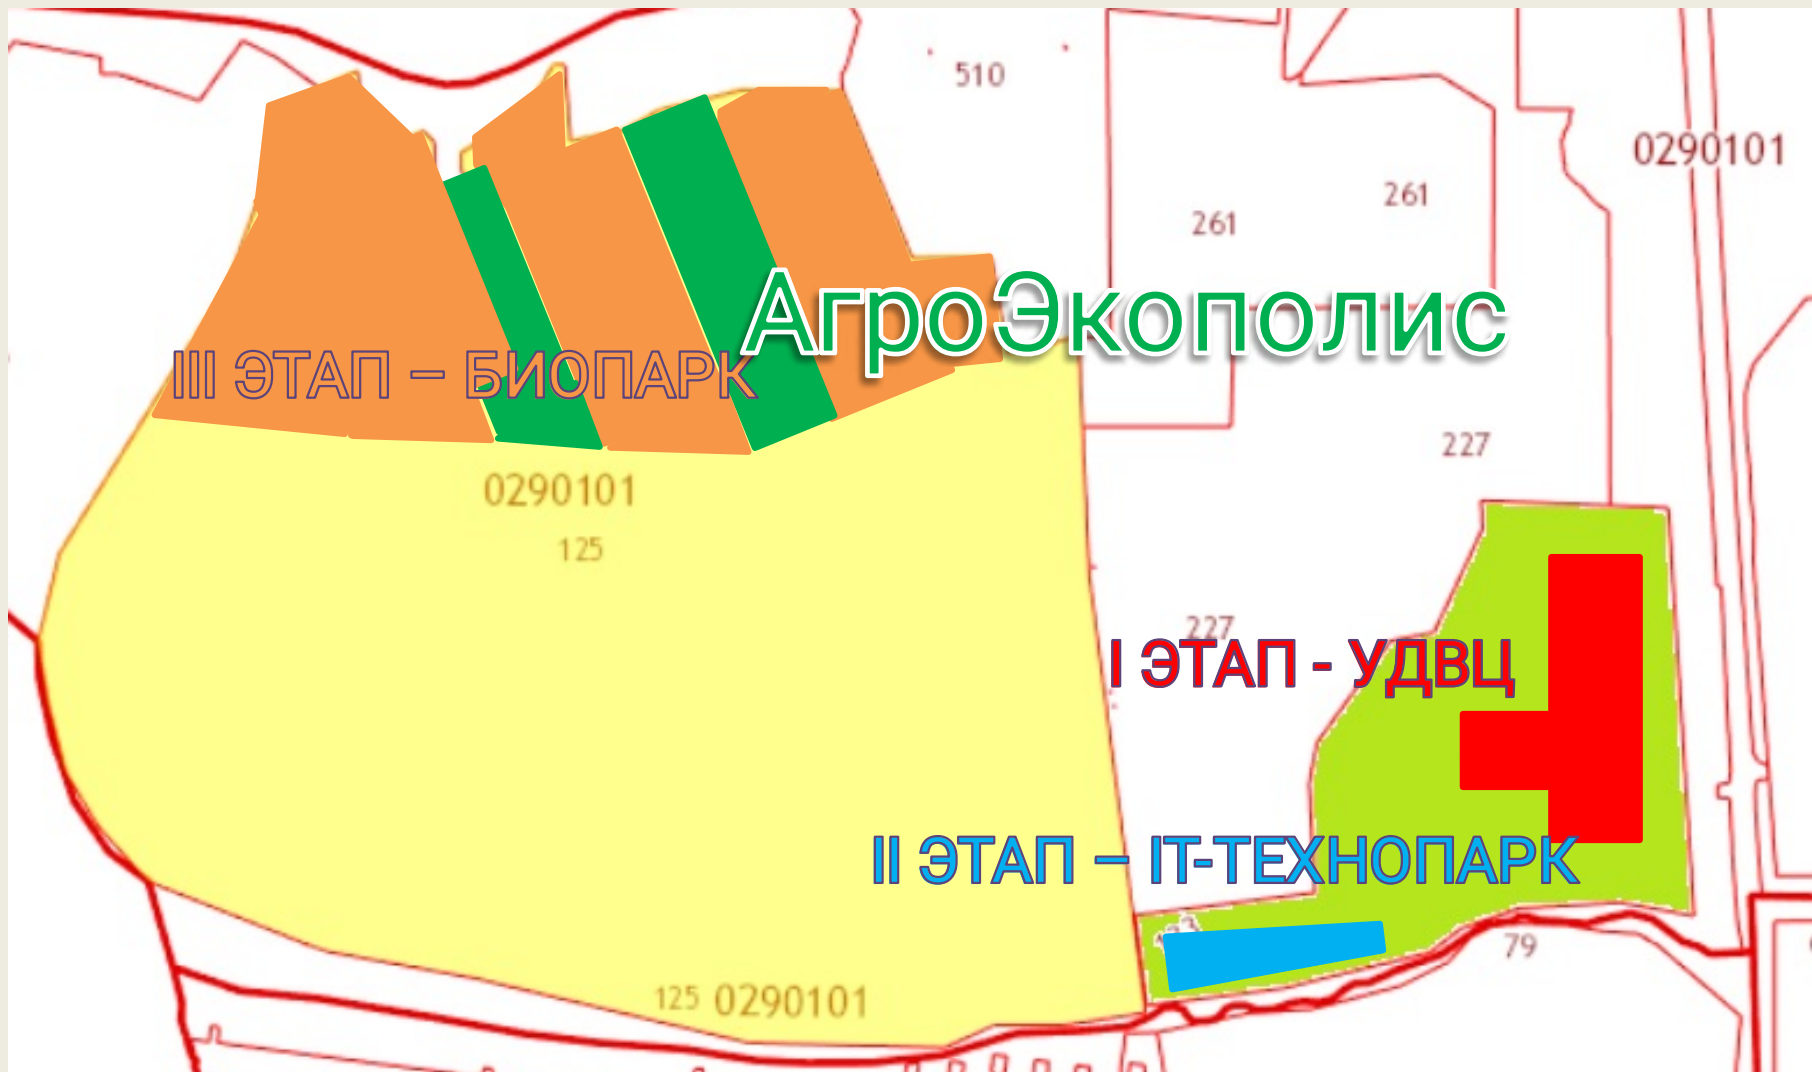 510
0290101
261
261
АгроЭкополис
III ЭТАП – БИОПАРК
227
0290101
125
227
I ЭТАП - УДВЦ
II ЭТАП – IT-ТЕХНОПАРК
79
125 0290101